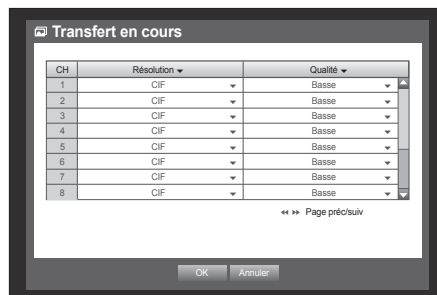 Transfert en cours
CH Résolution Qualité
1 CIF Basse
2 CIF Basse
3 CIF Basse
4 CIF Basse
5 CIF Basse
6 CIF Basse
7 CIF Basse
8 CIF Basse
Page préc/suiv
OK Annuler